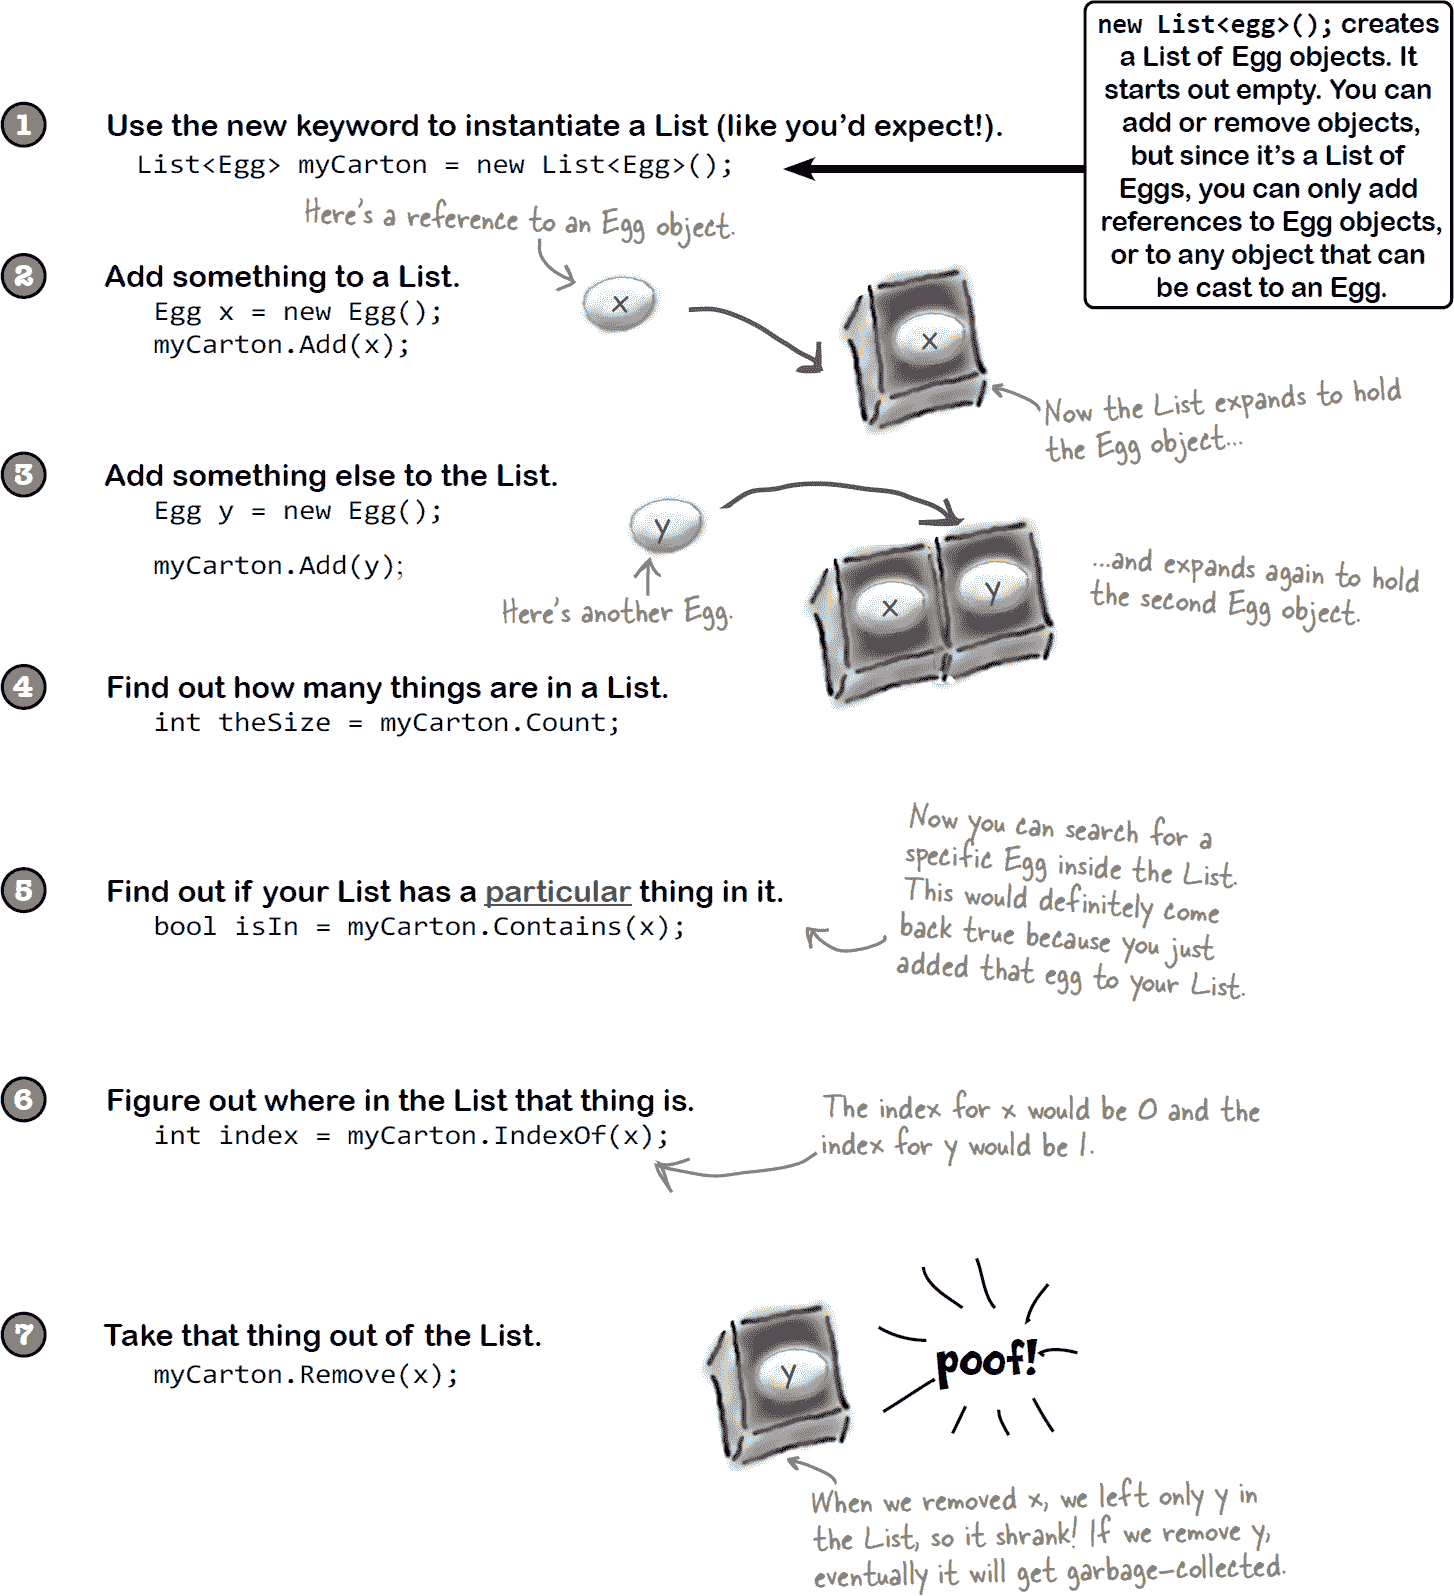 new List<egg>(); creates
a List of Egg objects. It
starts out empty. You can
add or remove objects,
but since it’s a List of
Eggs, you can only add
references to Egg objects,
or to any object that can
be cast to an Egg.
1
Use the new keyword to instantiate a List (like you’d expect!).
List<Egg> myCarton = new List<Egg>();
Here’s a reference to an Egg object.
2
Add something to a List.
Egg x = new Egg();
myCarton.Add(x);
x
x
Now the List expands to hold
the Egg object...
3
Add something else to the List.
Egg y = new Egg();
myCarton.Add(y);
y
Here’s another Egg.
x
y
...and expands again to hold
the second Egg object.
4
Find out how many things are in a List.
int theSize = myCarton.Count;
5
Find out if your List has a particular thing in it.
bool isIn = myCarton.Contains(x);
Now you can search for a
specific Egg inside the List.
This would definitely come
back true because you just
added that egg to your List.
6
Figure out where in the List that thing is.
int index = myCarton.IndexOf(x);
The index for x would be 0 and the
index for y would be 1.
7
Take that thing out of the List.
myCarton.Remove(x);
y
poof!
When we removed x, we left only y in
the List, so it shrank! If we remove y,
eventually it will get garbage-collected.